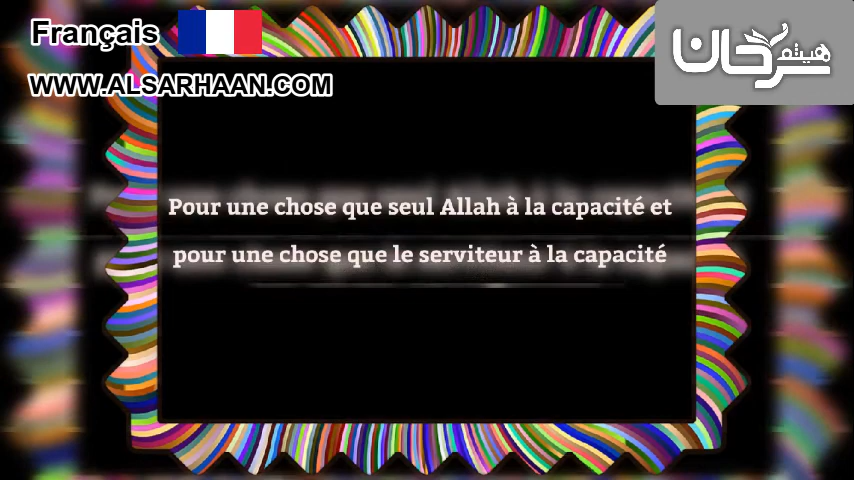 Français
WWW.ALSARHAAN.COM
هيثم
سرحان
Pour une chose que seul Allah à la capacité et
pour une chose que le serviteur à la capacité